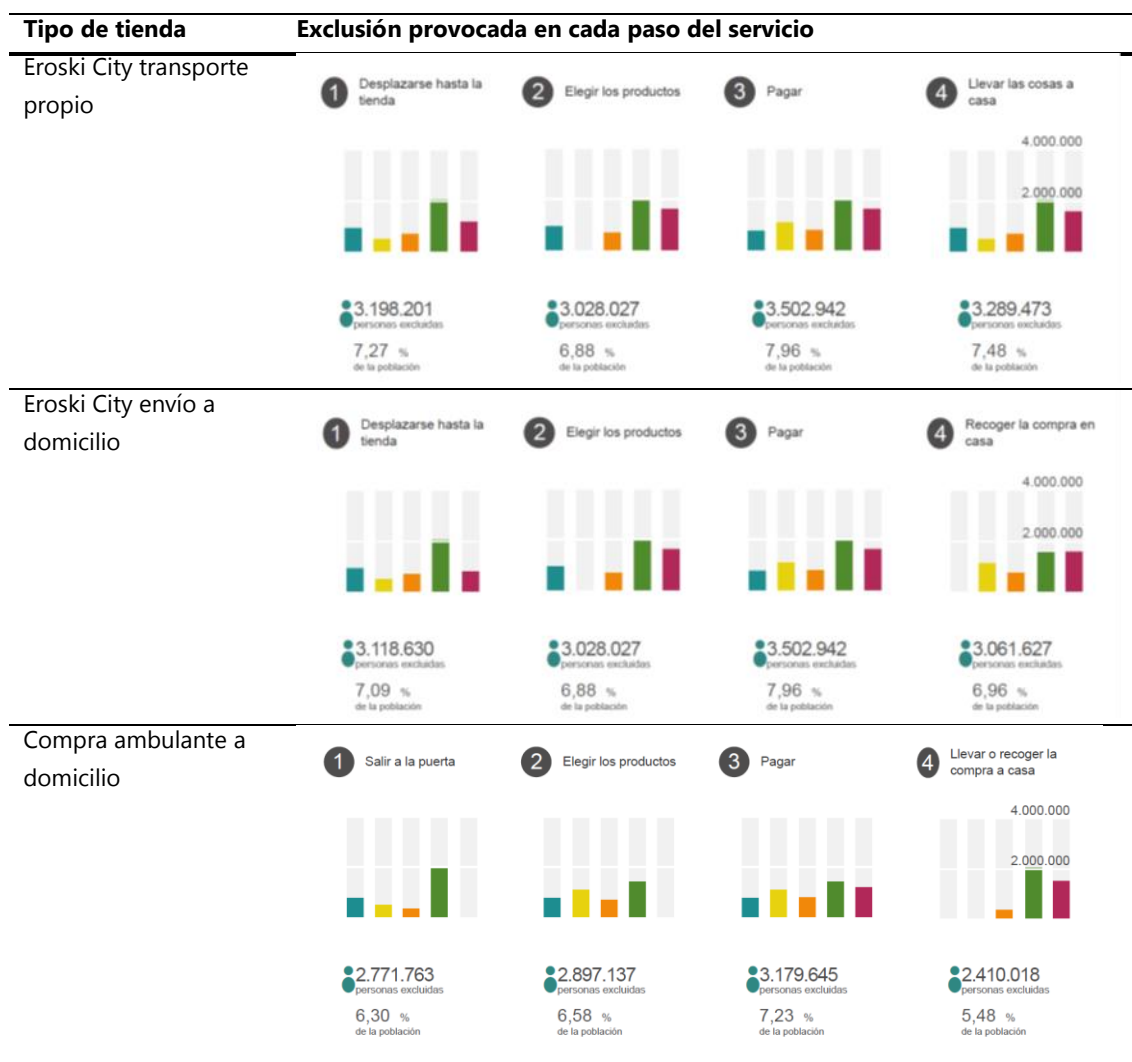 Tipo de tienda Exclusión provocada en cada paso del servicio
Eroski City transporte
propio
1 Desplazarse hasta la
tienda
2 Elegir los productos
3 Pagar
4 Llevar las cosas a
casa
4.000.000
2.000.000
3.198.201
personas excluidas
7,27 %
de la población
3.028.027
personas excluidas
6,88 %
de la población
3.502.942
personas excluidas
7,96 %
de la población
3.289.473
personas excluidas
7,48 %
de la población
Eroski City envío a
domicilio
1 Desplazarse hasta la
tienda
2 Elegir los productos
3 Pagar
4 Recoger la compra en
casa
4.000.000
2.000.000
3.118.630
personas excluidas
7,09 %
de la población
3.028.027
personas excluidas
6,88 %
de la población
3.502.942
personas excluidas
7,96 %
de la población
3.061.627
personas excluidas
6,96 %
de la población
Compra ambulante a
domicilio
1 Salir a la puerta
2 Elegir los productos
3 Pagar
4 Llevar o recoger la
compra a casa
4.000.000
2.000.000
2.771.763
personas excluidas
6,30 %
de la población
2.897.137
personas excluidas
6,58 %
de la población
3.179.645
personas excluidas
7,23 %
de la población
2.410.018
personas excluidas
5,48 %
de la población